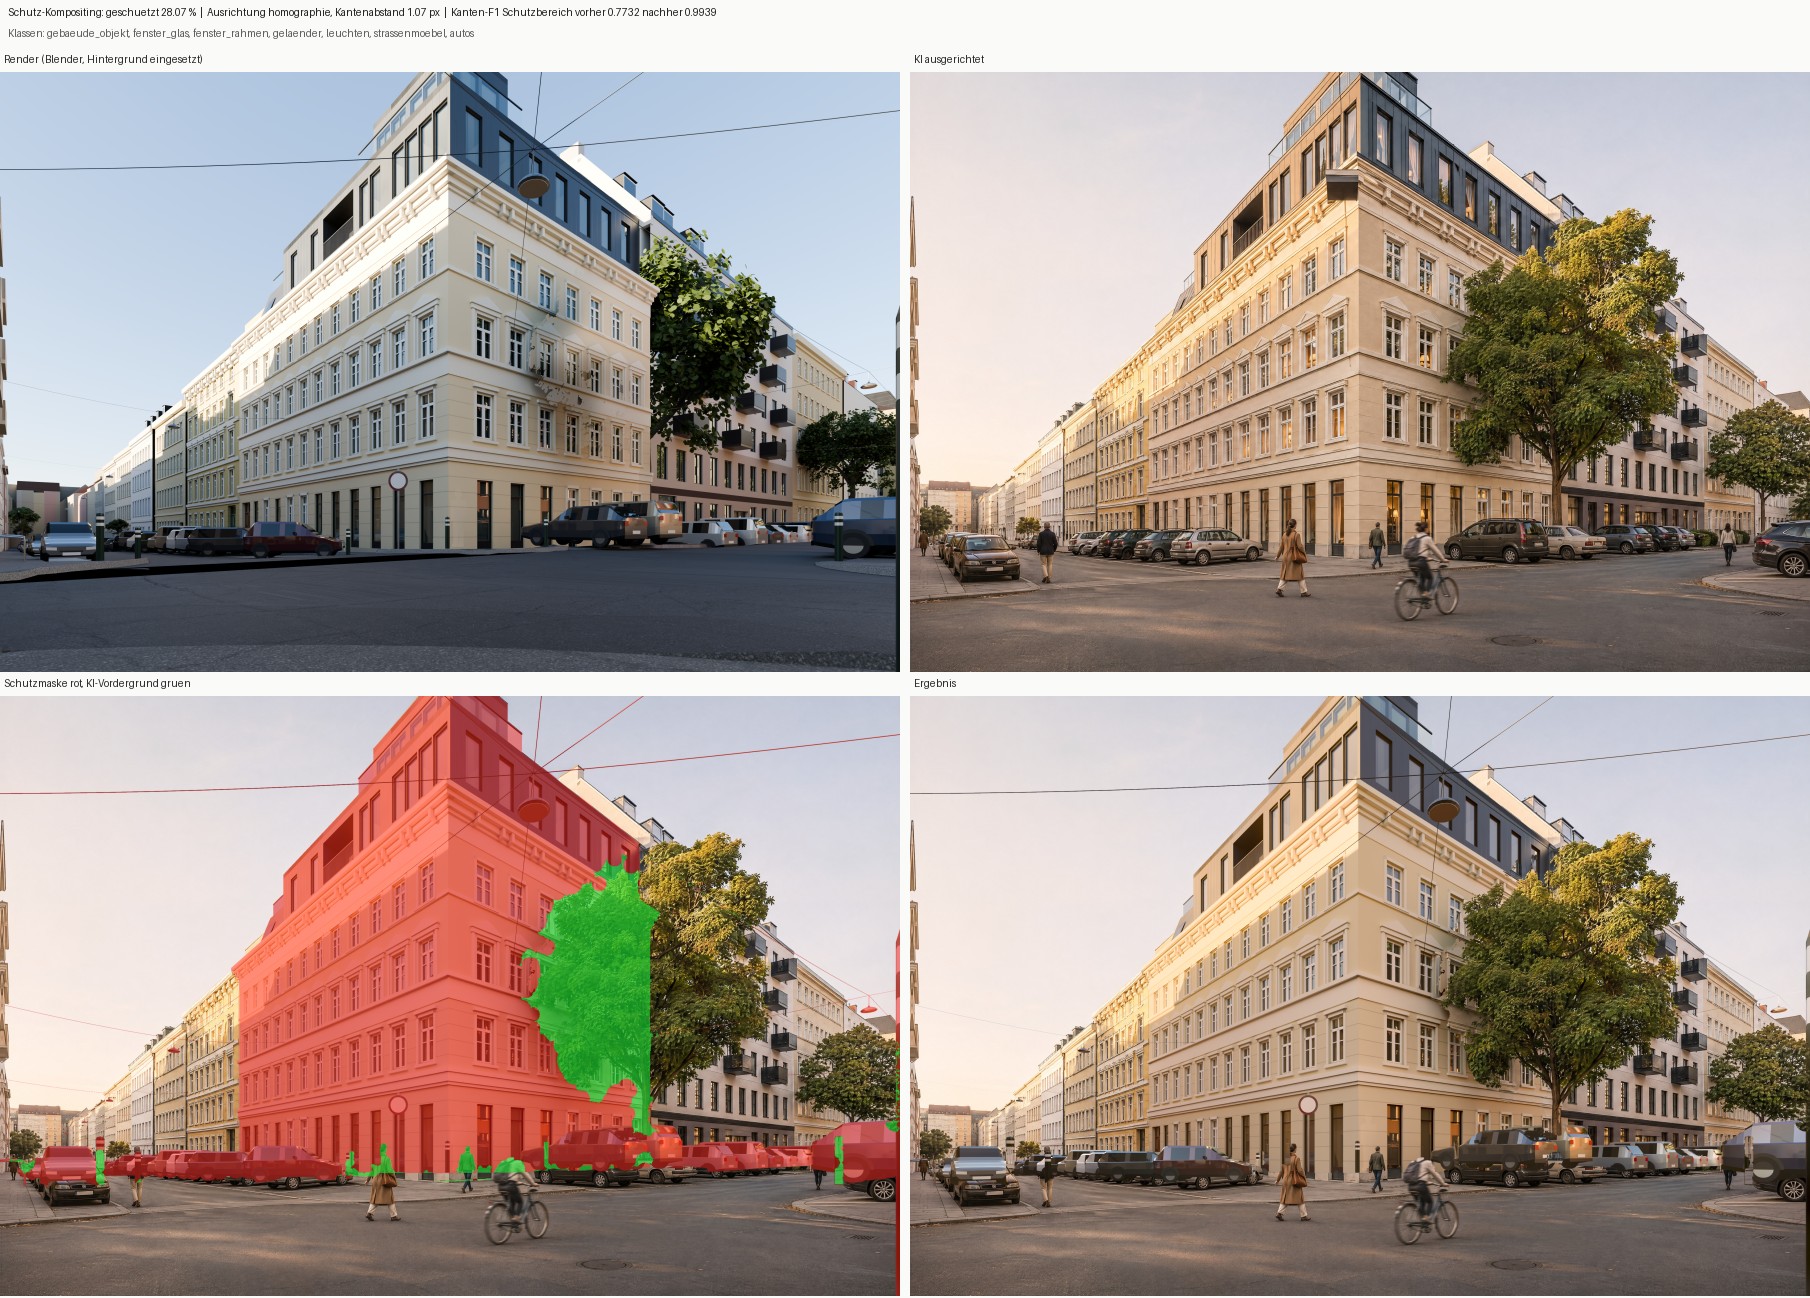 Schutz-Kompositing: geschuetzt 28.07 % | Ausrichtung homographie, Kantenabstand 1.07 px | Kanten-F1 Schutzbereich vorher 0.7732 nachher 0.9939
Klassen: gebaeude_objekt, fenster_glas, fenster_rahmen, gelaender, leuchten, strassenmoebel, autos
Render (Blender, Hintergrund eingesetzt)
KI ausgerichtet
Schutzmaske rot, KI-Vordergrund gruen
Ergebnis